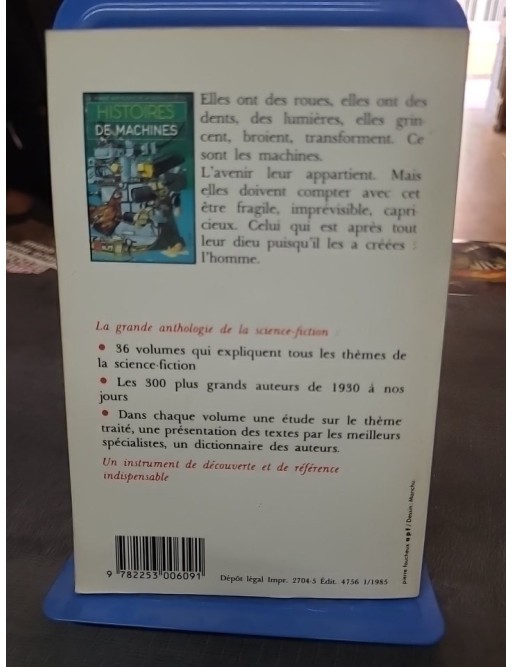 HISTOIRES
DE MACHINES
Elles ont des roues, elles ont des
dents, des lumières, elles grin-
cent, broient, transforment. Ce
sont les machines.
L'avenir leur appartient. Mais
elles doivent compter avec cet
être fragile, imprévisible, capri-
cieux. Celui qui est après tout
leur dieu puisqu'il les a créées :
l'homme.
La grande anthologie de la science-fiction
• 36 volumes qui expliquent tous les thèmes de
la science-fiction
• Les 300 plus grands auteurs de 1930 à nos
jours
• Dans chaque volume une étude sur le thème
traité, une présentation des textes par les meilleurs
spécialistes, un dictionnaire des auteurs.
Un instrument de découverte et de référence
indispensable
9 782253 006091
Dépôt légal Impr. 2704-5 Édit. 4756 1/1985
pierre faucheux / Dessin: Manchu